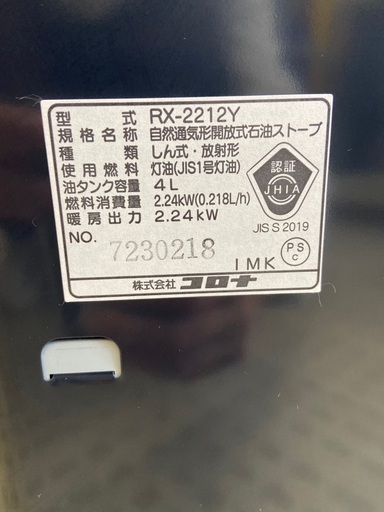 型式 RX-2212Y
規格名称 自然通気形開放式石油ストーブ
種類 しん式・放射形
使用燃料 灯油(JIS1号灯油)
油タンク容量 4L
燃料消費量 2.24kW(0.218L/h)
暖房出力 2.24kW
認証
JHIA
JIS S 2019
NO. 7230218
1MK
PS
C
株式会社 コロナ